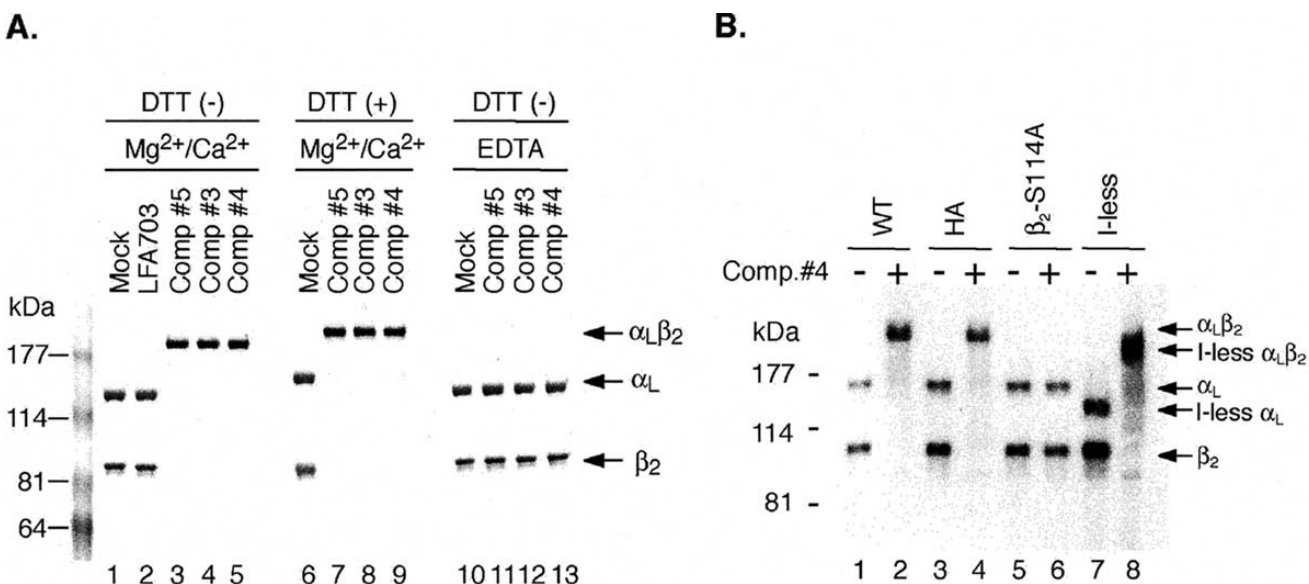 A.
DTT (-) DTT (+) DTT (-)
Mg2+/Ca2+ Mg2+/Ca2+ EDTA
Mock LFA703 Comp #5 Comp #3 Comp #4 Mock Comp #5 Comp #3 Comp #4 Mock Comp #5 Comp #3 Comp #4
kDa
αLβ2
177
αL
114
β2
81
64
1 2 3 4 5 6 7 8 9 10 11 12 13
B.
WT HA β2-S114A I-less
Comp.#4 - + - + - + - +
kDa
αLβ2
I-less αLβ2
177 -
αL
I-less αL
114 -
β2
81 -
1 2 3 4 5 6 7 8